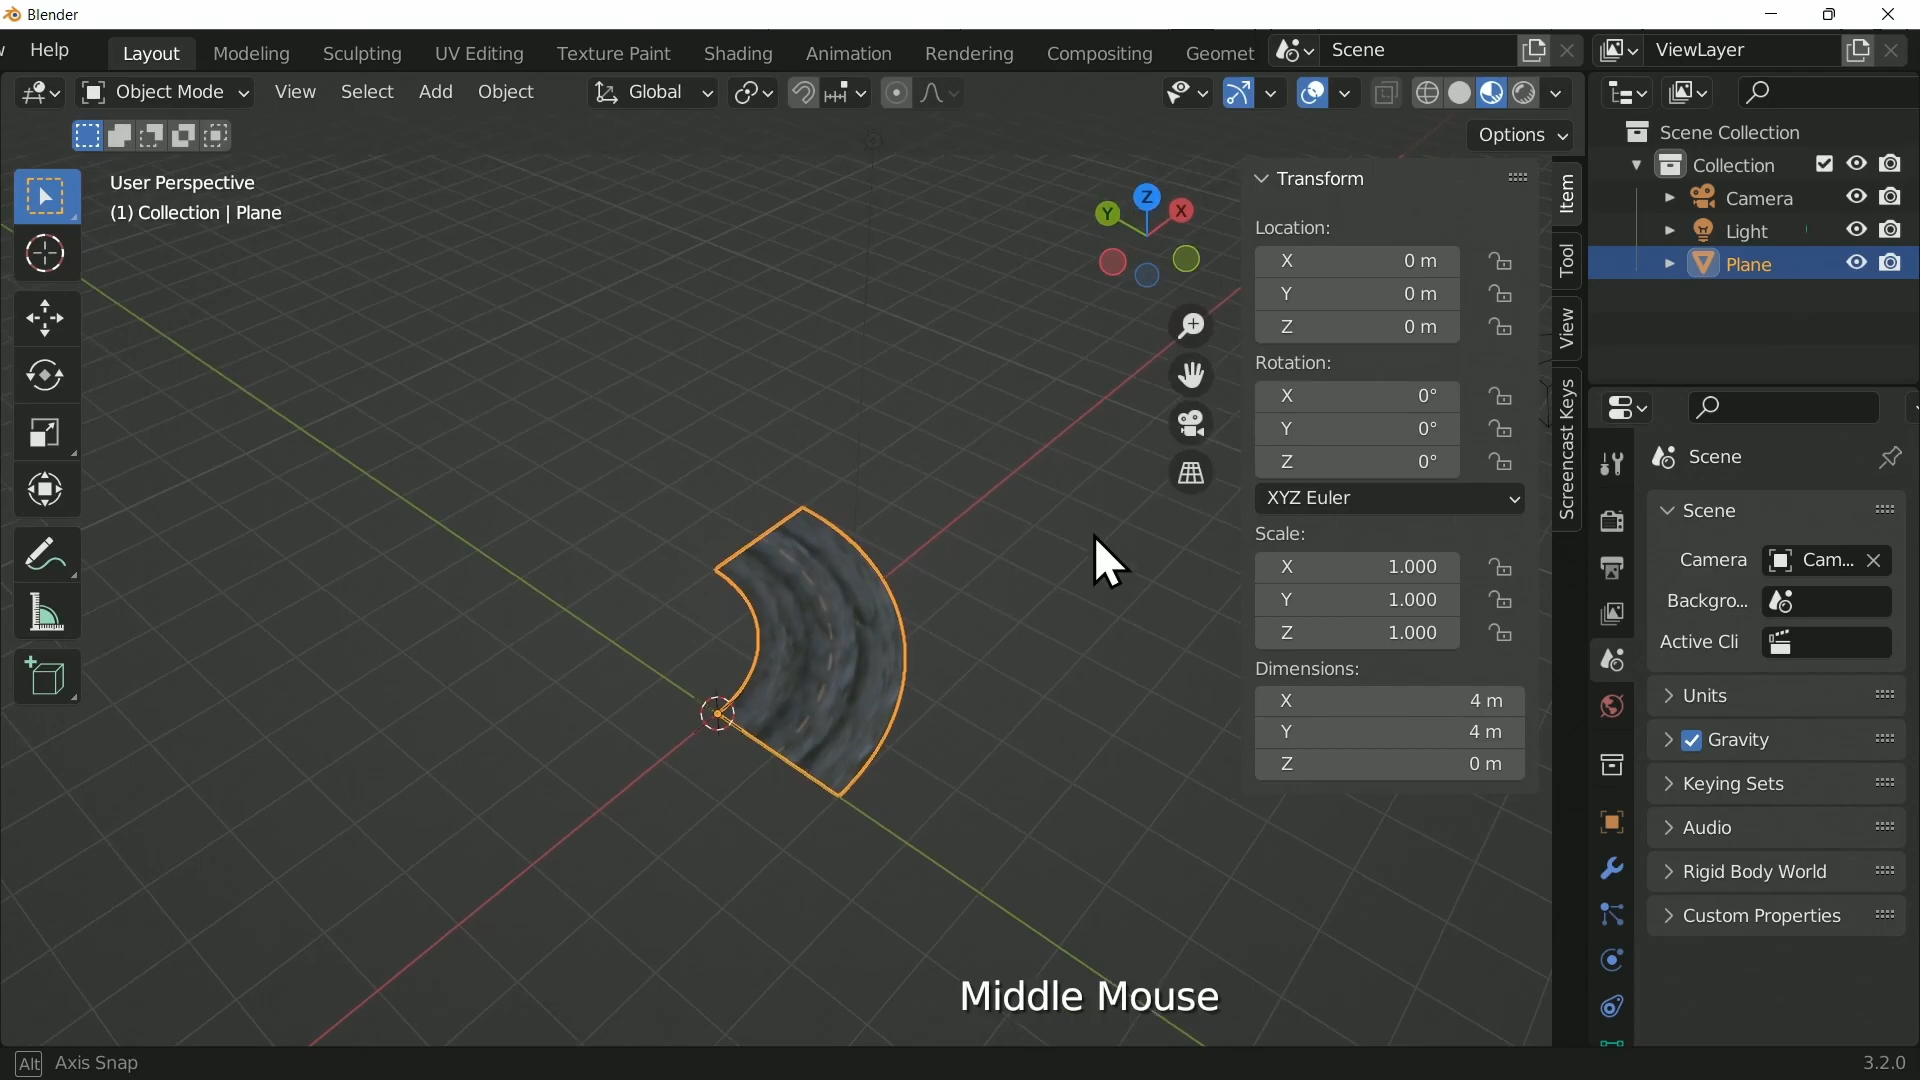 Blender
Help
Layout
Modeling
Sculpting
UV Editing
Texture Paint
Shading
Animation
Rendering
Compositing
Geomet
Scene
ViewLayer
Object Mode
View
Select
Add
Object
Global
Options
User Perspective
(1) Collection | Plane
Z
Y
X
Transform
Location:
X 0 m
Y 0 m
Z 0 m
Rotation:
X 0°
Y 0°
Z 0°
XYZ Euler
Scale:
X 1.000
Y 1.000
Z 1.000
Dimensions:
X 4 m
Y 4 m
Z 0 m
Item
Tool
View
Screencast Keys
Scene Collection
Collection
Camera
Light
Plane
Scene
Scene
Camera Cam...
Backgro...
Active Cli
Units
Gravity
Keying Sets
Audio
Rigid Body World
Custom Properties
Middle Mouse
Alt Axis Snap
3.2.0